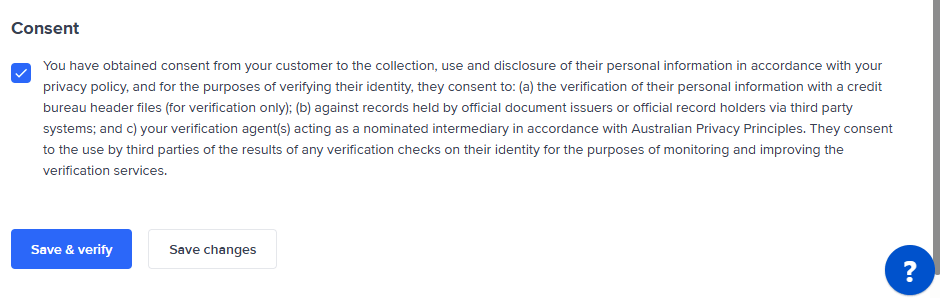 Consent
You have obtained consent from your customer to the collection, use and disclosure of their personal information in accordance with your
privacy policy, and for the purposes of verifying their identity, they consent to: (a) the verification of their personal information with a credit
bureau header files (for verification only); (b) against records held by official document issuers or official record holders via third party
systems; and c) your verification agent(s) acting as a nominated intermediary in accordance with Australian Privacy Principles. They consent
to the use by third parties of the results of any verification checks on their identity for the purposes of monitoring and improving the
verification services.
Save & verify
Save changes
?